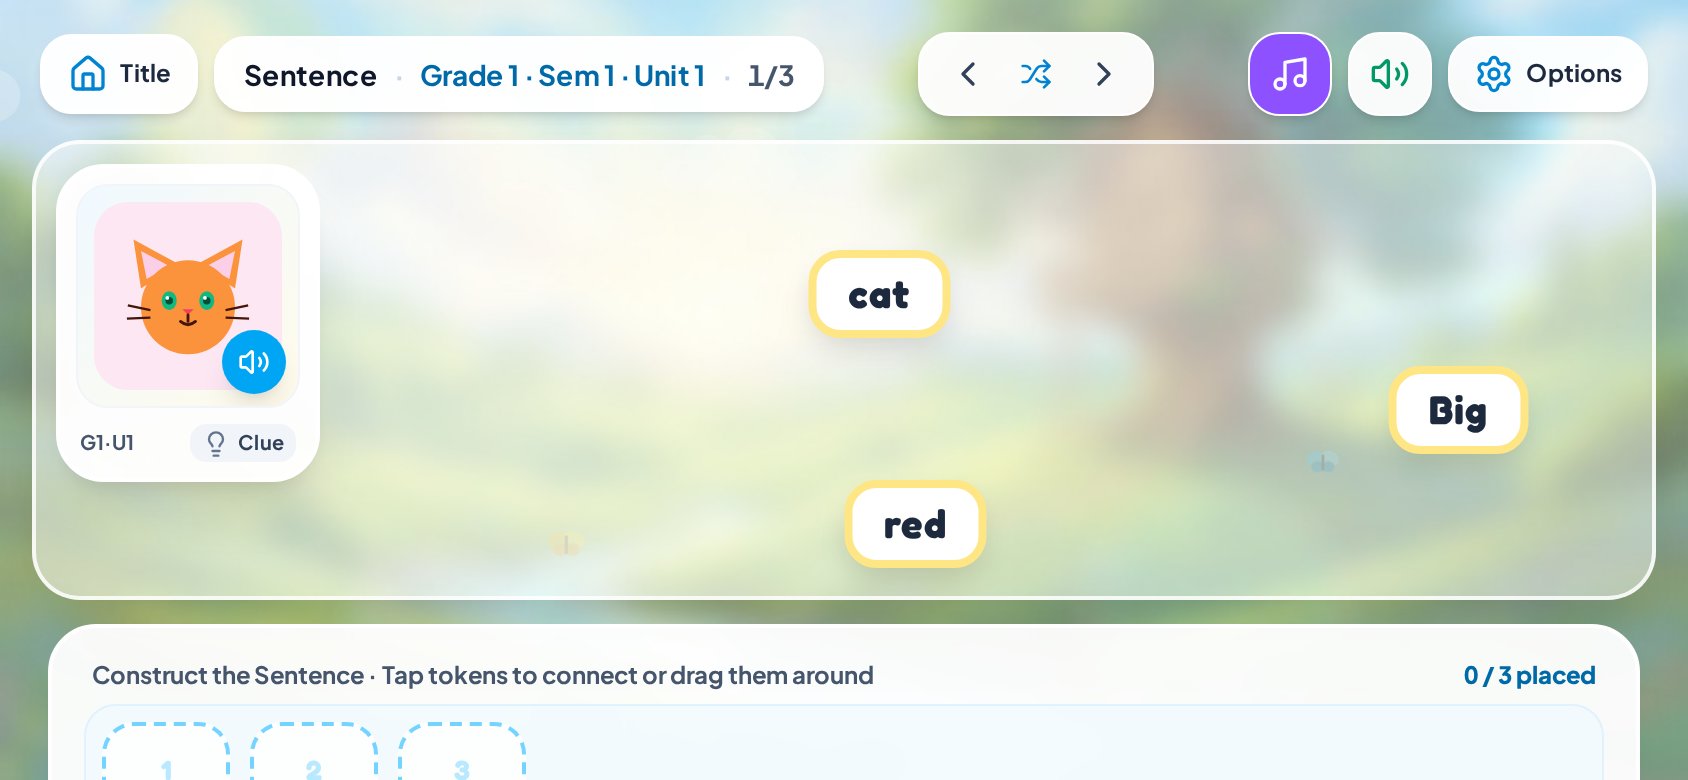 Title
Sentence · Grade 1 · Sem 1 · Unit 1 · 1/3
Options
cat
Big
G1·U1
Clue
red
Construct the Sentence · Tap tokens to connect or drag them around
0 / 3 placed
1 2 3